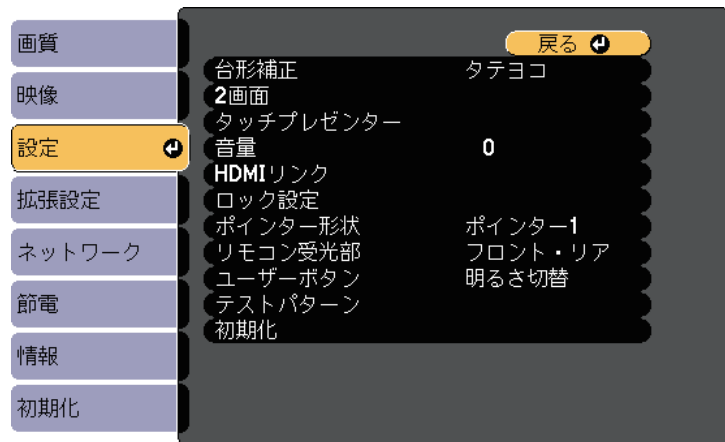 画質
映像
設定
拡張設定
ネットワーク
節電
情報
初期化
戻る
台形補正 タテヨコ
2画面
タッチプレゼンター
音量 0
HDMIリンク
ロック設定
ポインター形状 ポインター1
リモコン受光部 フロント・リア
ユーザーボタン 明るさ切替
テストパターン
初期化